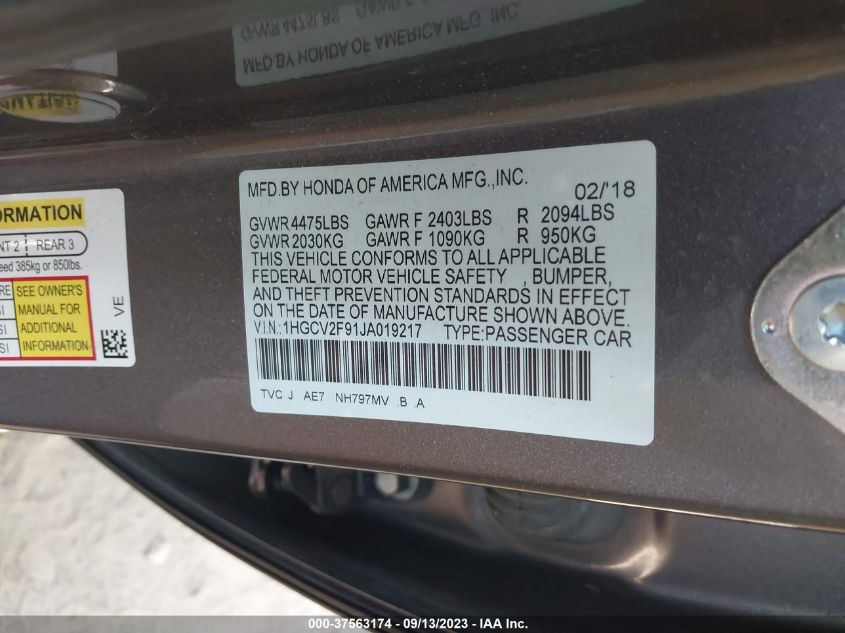 MFD.BY HONDA OF AMERICA MFG.,INC. 02/'18
GVWR 4475LBS GAWR F 2403LBS R 2094LBS
GVWR 2030KG GAWR F 1090KG R 950KG
THIS VEHICLE CONFORMS TO ALL APPLICABLE
FEDERAL MOTOR VEHICLE SAFETY , BUMPER,
AND THEFT PREVENTION STANDARDS IN EFFECT
ON THE DATE OF MANUFACTURE SHOWN ABOVE.
V.I.N.: 1HGCV2F91JA019217 TYPE:PASSENGER CAR
TVC J AE7 NH797MV .B .A
2 REAR 3
385kg or 850lbs.
SEE OWNER'S
MANUAL FOR
ADDITIONAL
INFORMATION
VE
GVWR 4475LBS GAWR F
MFD.BY HONDA OF AMERICA MFG.,INC.
000-37563174 - 09/13/2023 - IAA Inc.